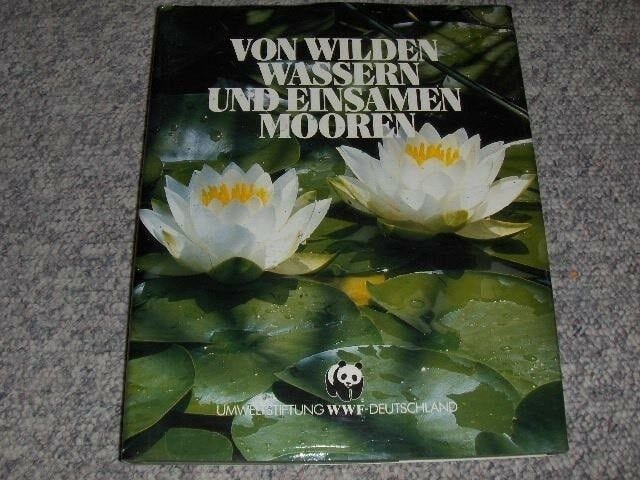 VON WILDEN
WASSERN
UND EINSAMEN
MOOREN
UMWELTSTIFTUNG WWF-DEUTSCHLAND